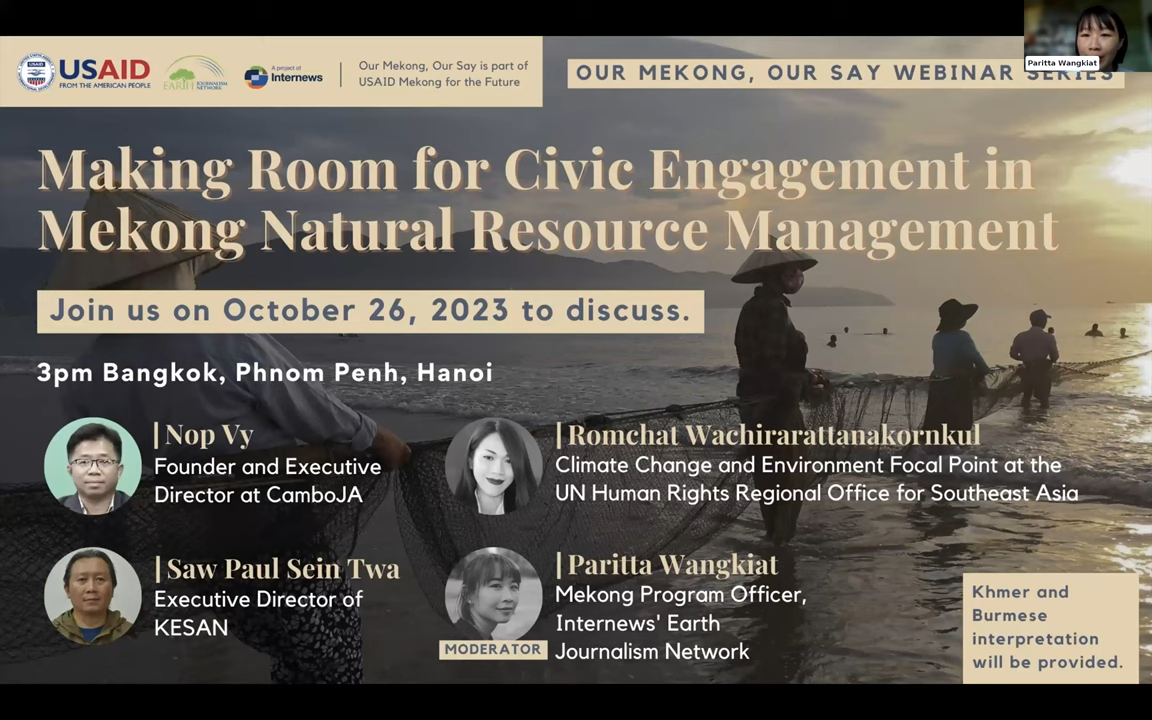 USAID
FROM THE AMERICAN PEOPLE
EARTH JOURNALISM NETWORK
A project of
Internews
Our Mekong, Our Say is part of
USAID Mekong for the Future
OUR MEKONG, OUR SAY WEBINAR SERIES
Paritta Wangkiat
Making Room for Civic Engagement in
Mekong Natural Resource Management
Join us on October 26, 2023 to discuss.
3pm Bangkok, Phnom Penh, Hanoi
| Nop Vy
Founder and Executive
Director at CamboJA
| Romchat Wachirarattanakornkul
Climate Change and Environment Focal Point at the
UN Human Rights Regional Office for Southeast Asia
| Saw Paul Sein Twa
Executive Director of
KESAN
| Paritta Wangkiat
Mekong Program Officer,
Internews' Earth
Journalism Network
MODERATOR
Khmer and
Burmese
interpretation
will be provided.